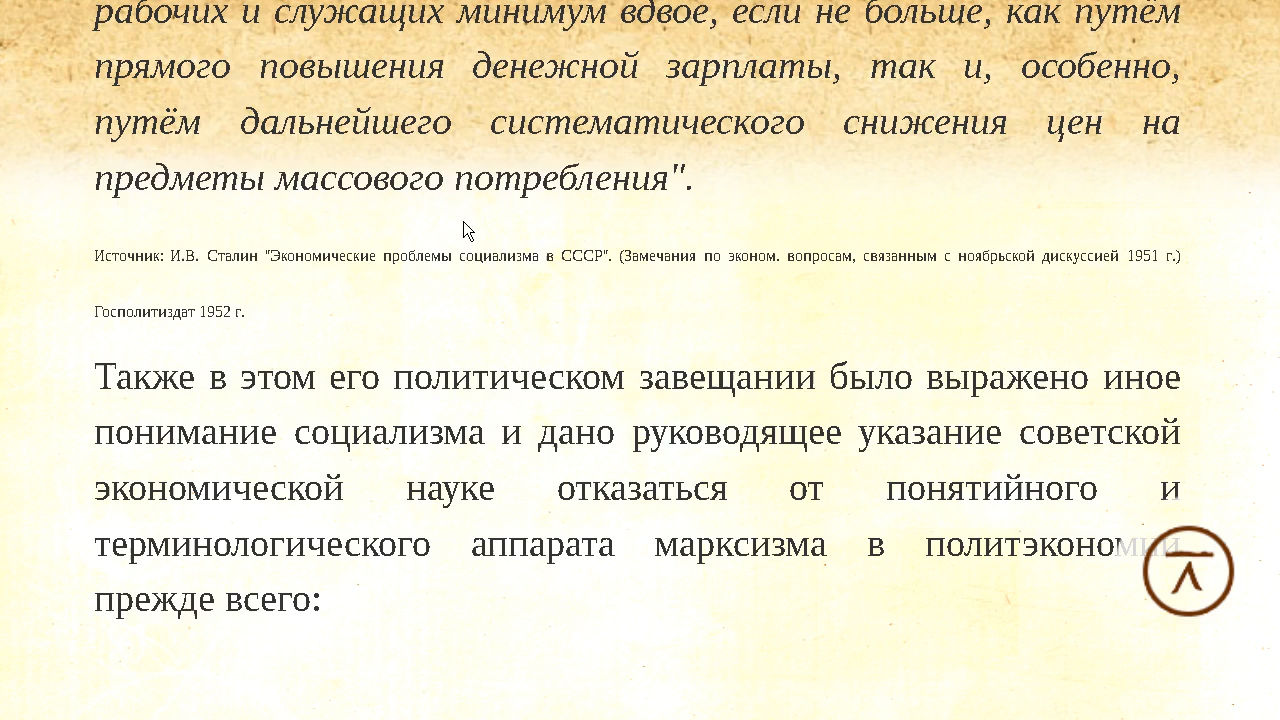 рабочих и служащих минимум вдвое, если не больше, как путём
прямого повышения денежной зарплаты, так и, особенно,
путём дальнейшего систематического снижения цен на
предметы массового потребления".
Источник: И.В. Сталин "Экономические проблемы социализма в СССР". (Замечания по эконом. вопросам, связанным с ноябрьской дискуссией 1951 г.)
Госполитиздат 1952 г.
Также в этом его политическом завещании было выражено иное
понимание социализма и дано руководящее указание советской
экономической науке отказаться от понятийного и
терминологического аппарата марксизма в политэкономии
прежде всего: